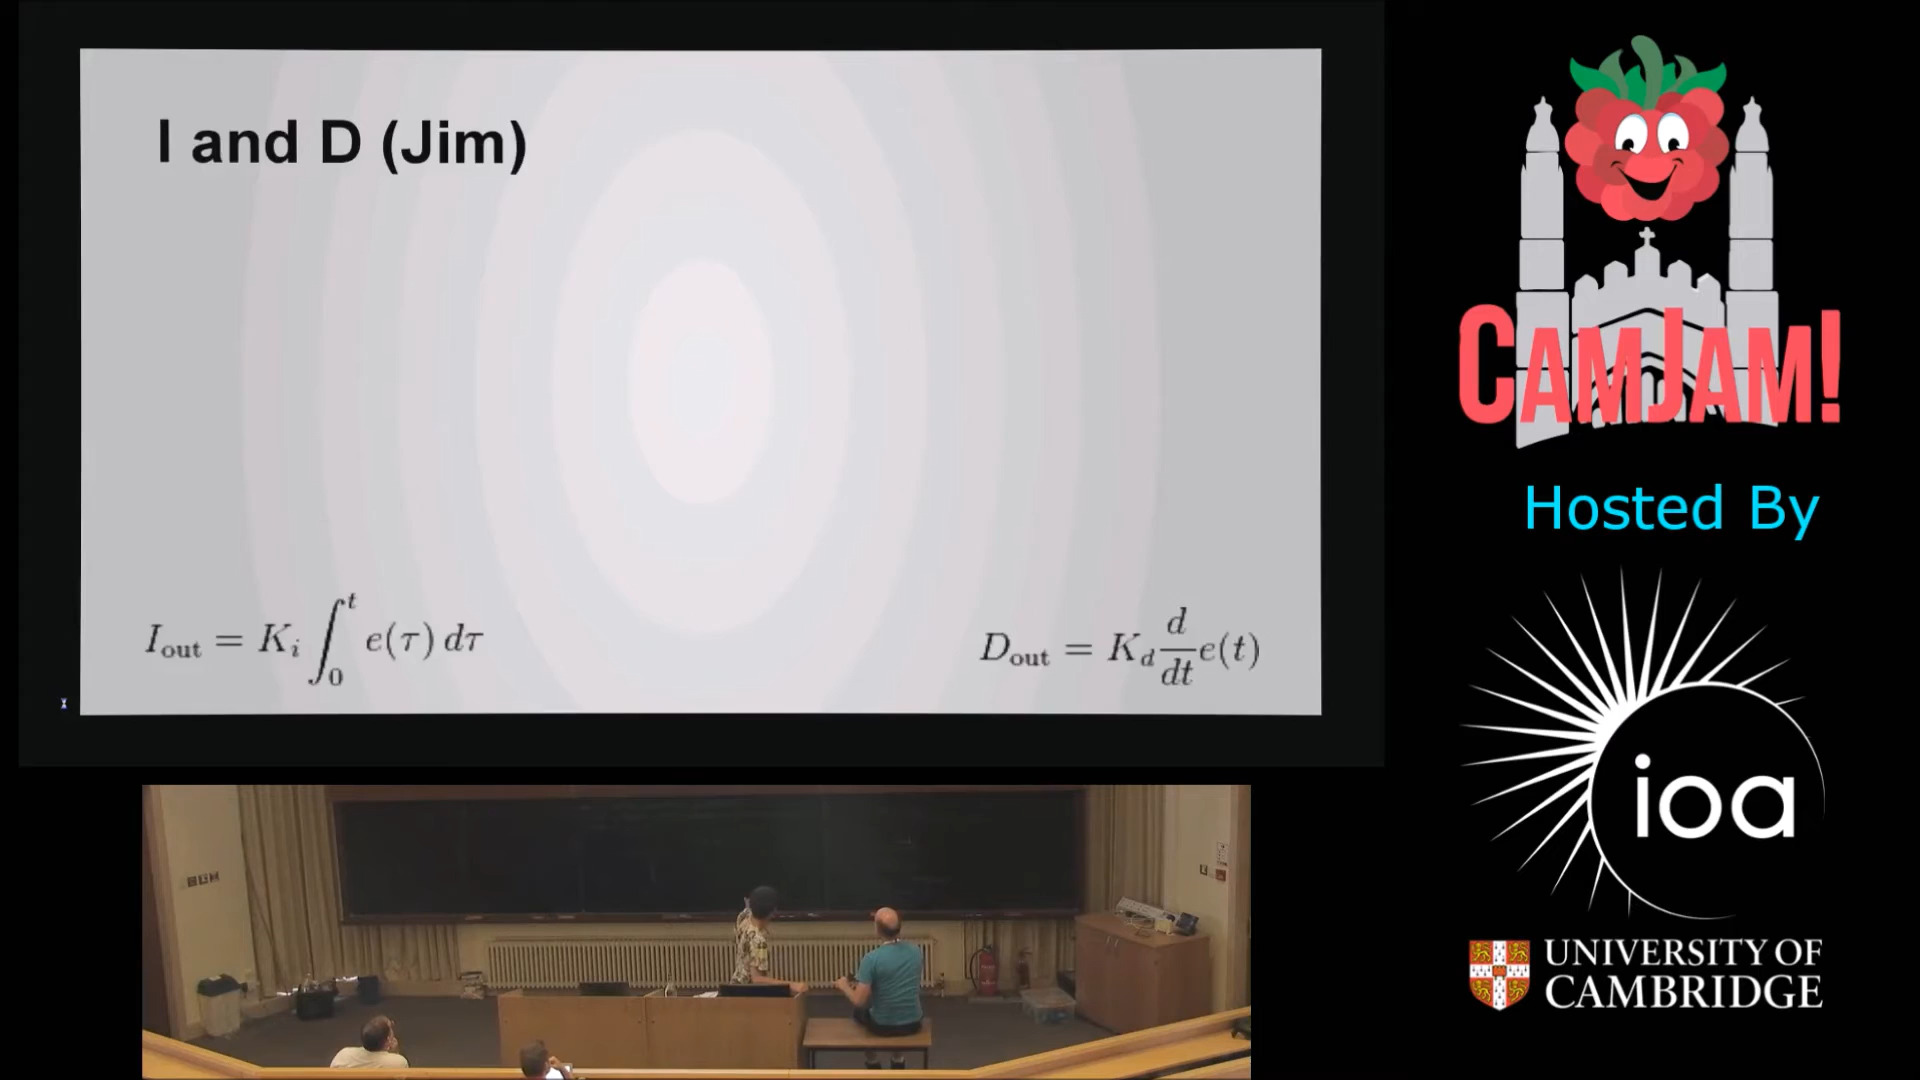 I and D (Jim)
I_out = K_i ∫_0^t e(τ) dτ
D_out = K_d d/dt e(t)
CAMJAM!
Hosted By
ioa
UNIVERSITY OF
CAMBRIDGE